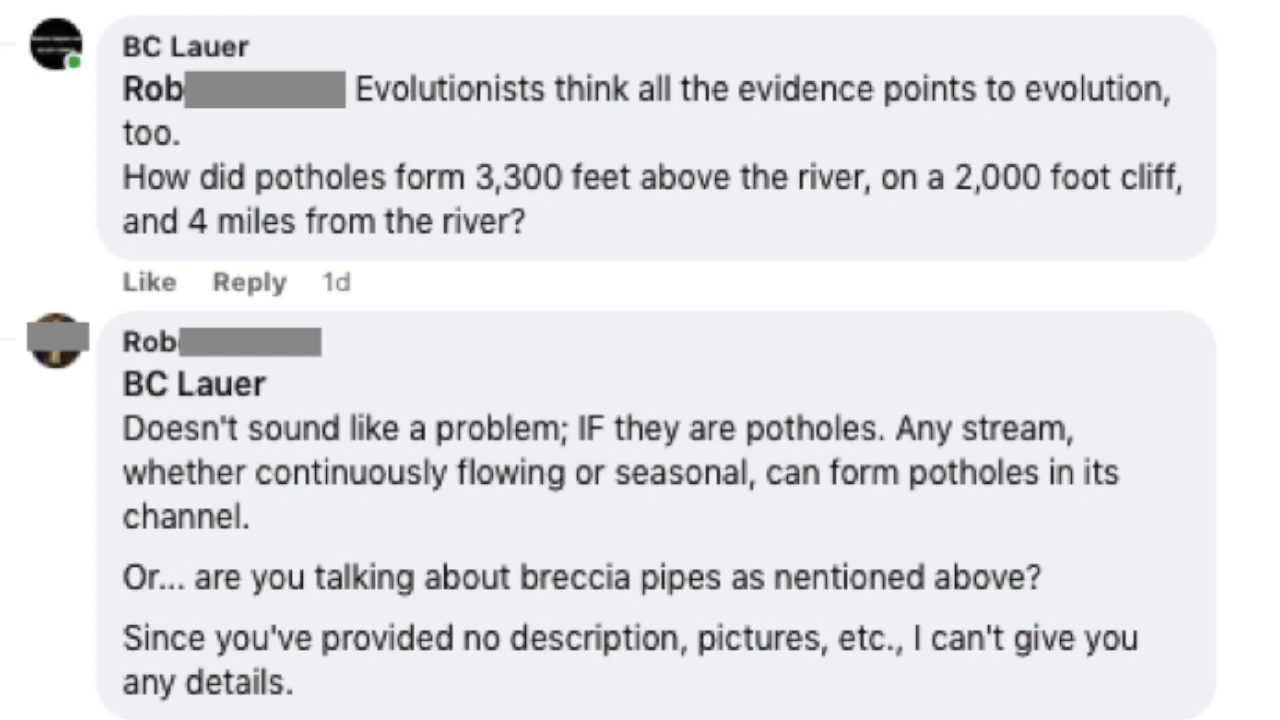 BC Lauer
Rob Evolutionists think all the evidence points to evolution,
too.
How did potholes form 3,300 feet above the river, on a 2,000 foot cliff,
and 4 miles from the river?
Like Reply 1d
Rob
BC Lauer
Doesn't sound like a problem; IF they are potholes. Any stream,
whether continuously flowing or seasonal, can form potholes in its
channel.
Or... are you talking about breccia pipes as nentioned above?
Since you've provided no description, pictures, etc., I can't give you
any details.